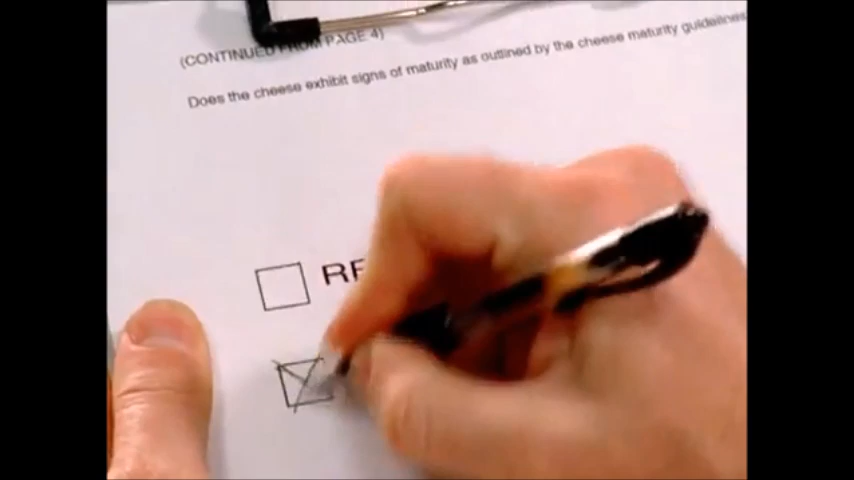 (CONTINUED FROM PAGE 4)
Does the cheese exhibit signs of maturity as outlined by the cheese maturity guidelines